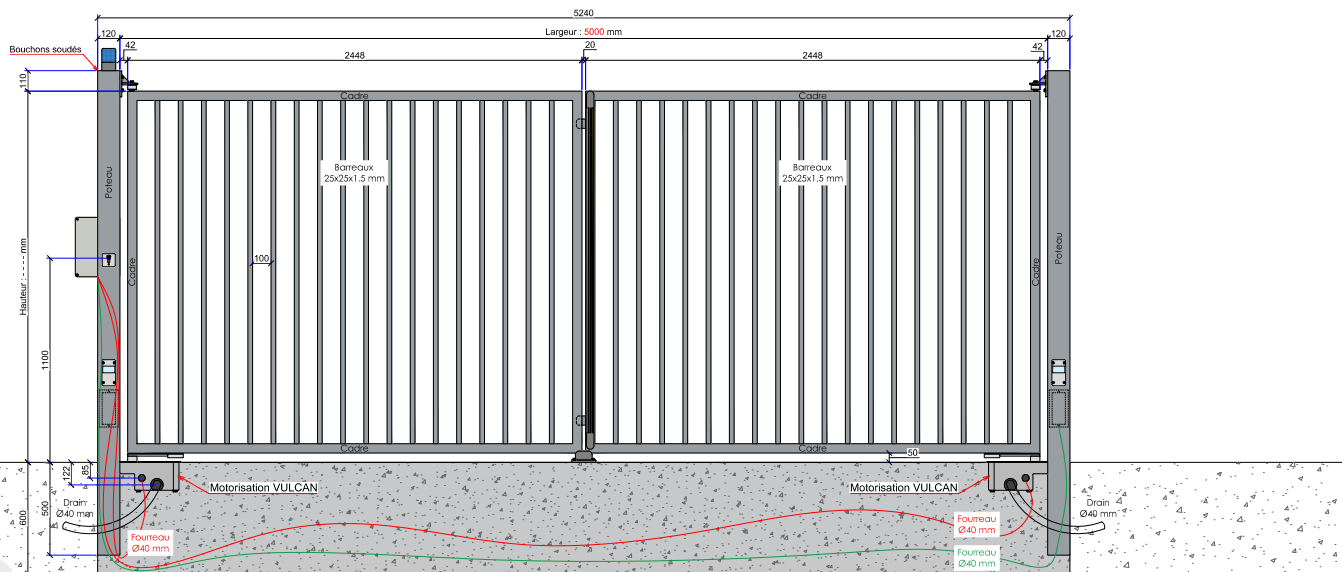 5240
120
Largeur : 5000 mm
120
Bouchons soudés
42
2448
20
2448
42
110
Cadre
Cadre
Poteau
Barreaux
25x25x1.5 mm
Barreaux
25x25x1.5 mm
Hauteur : - - - - mm
100
Cadre
Cadre
Poteau
1100
Cadre
Cadre
50
122
85
Motorisation VULCAN
Motorisation VULCAN
600
500
Drain
Ø40 mm
Drain
Ø40 mm
Fourreau
Ø40 mm
Fourreau
Ø40 mm
Fourreau
Ø40 mm